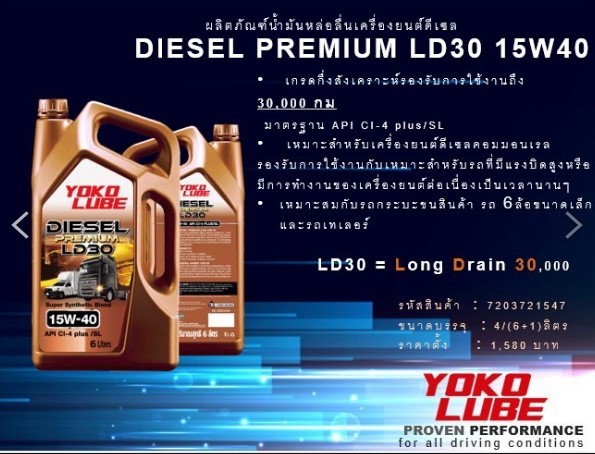 ผลิตภัณฑ์น้ำมันหล่อลื่นเครื่องยนต์ดีเซล
DIESEL PREMIUM LD30 15W40
• เกรดกึ่งสังเคราะห์รองรับการใช้งานถึง
30,000 กม
มาตรฐาน API CI-4 plus/SL
• เหมาะสำหรับเครื่องยนต์ดีเซลคอมมอนเรล
รองรับการใช้งานกับเหมาะสำหรับรถที่มีแรงบิดสูงหรือ
มีการทำงานของเครื่องยนต์ต่อเนื่องเป็นเวลานานๆ
• เหมาะสมกับรถกระบะขนสินค้า รถ 6ล้อขนาดเล็ก
และรถเทเลอร์
LD30 = Long Drain 30,000
รหัสสินค้า : 7203721547
ขนาดบรรจุ : 4/(6+1)ลิตร
ราคาตั้ง : 1,580 บาท
YOKO
LUBE
PROVEN PERFORMANCE
for all driving conditions
YOKO
LUBE
DIESEL
PREMIUM
LD30
Super Synthetic Blend
15W-40
API CI-4 plus /SL
6 Liters
YOKO
LUBE
DIESEL
LD30